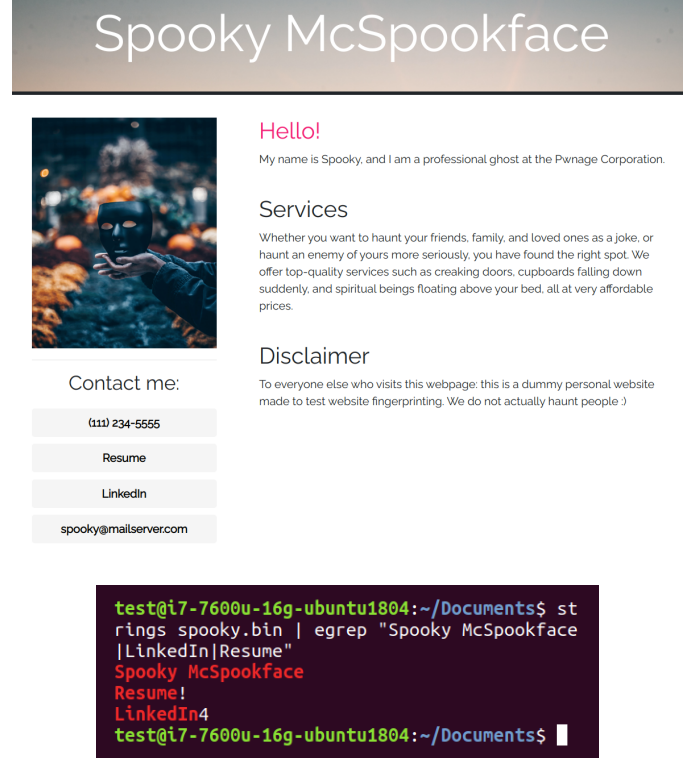 Spooky McSpookface
Hello!
My name is Spooky, and I am a professional ghost at the Pwnage Corporation.
Services
Whether you want to haunt your friends, family, and loved ones as a joke, or
haunt an enemy of yours more seriously, you have found the right spot. We
offer top-quality services such as creaking doors, cupboards falling down
suddenly, and spiritual beings floating above your bed, all at very affordable
prices.
Disclaimer
To everyone else who visits this webpage: this is a dummy personal website
made to test website fingerprinting. We do not actually haunt people :)
Contact me:
(111) 234-5555
Resume
LinkedIn
spooky@mailserver.com
test@i7-7600u-16g-ubuntu1804:~/Documents$ st
rings spooky.bin | egrep "Spooky McSpookface
|LinkedIn|Resume"
Spooky McSpookface
Resume!
LinkedIn4
test@i7-7600u-16g-ubuntu1804:~/Documents$